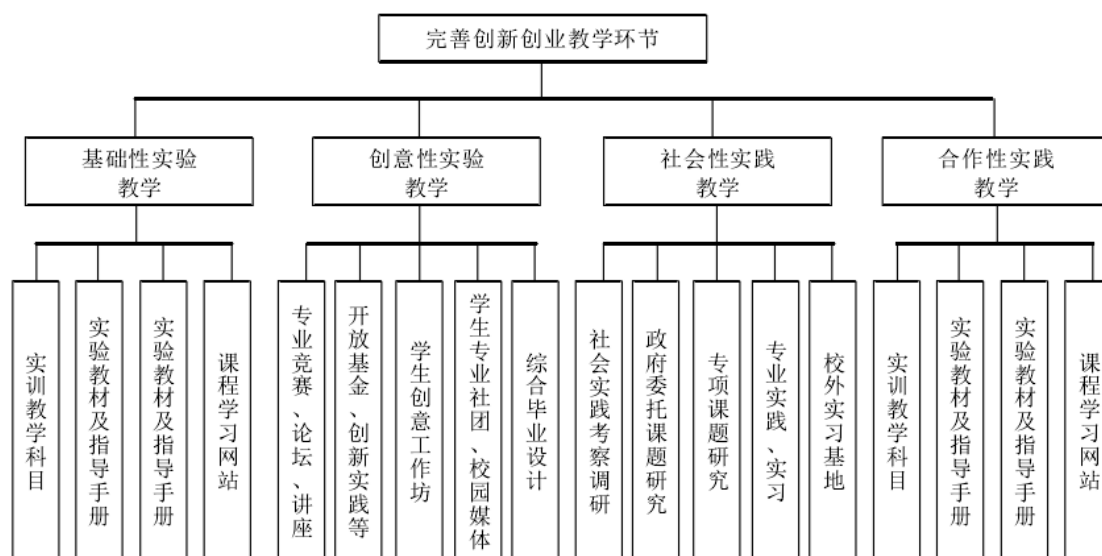 完善创新创业教学环节
基础性实验
教学
创意性实验
教学
社会性实践
教学
合作性实践
教学
实训教学科目
实验教材及指导手册
实验教材及指导手册
课程学习网站
专业竞赛、论坛、讲座
开放基金、创新实践等
学生创意工作坊
学生专业社团、校园媒体
综合毕业设计
社会实践考察调研
政府委托课题研究
专项课题研究
专业实践、实习
校外实习基地
实训教学科目
实验教材及指导手册
实验教材及指导手册
课程学习网站